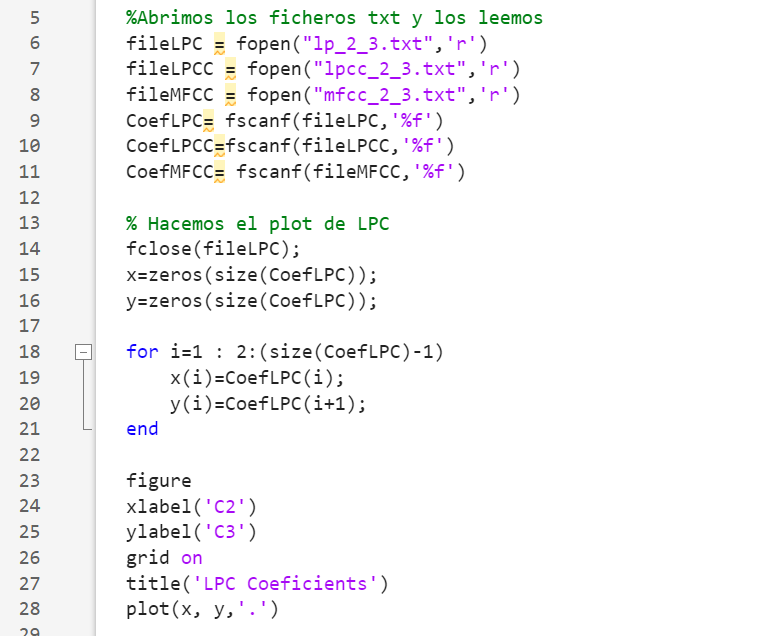 5 %Abrimos los ficheros txt y los leemos
6 fileLPC = fopen("lp_2_3.txt",'r')
7 fileLPCC = fopen("lpcc_2_3.txt",'r')
8 fileMFCC = fopen("mfcc_2_3.txt",'r')
9 CoefLPC= fscanf(fileLPC,'%f')
10 CoefLPCC=fscanf(fileLPCC,'%f')
11 CoefMFCC= fscanf(fileMFCC,'%f')
12
13 % Hacemos el plot de LPC
14 fclose(fileLPC);
15 x=zeros(size(CoefLPC));
16 y=zeros(size(CoefLPC));
17
18 for i=1 : 2:(size(CoefLPC)-1)
19 x(i)=CoefLPC(i);
20 y(i)=CoefLPC(i+1);
21 end
22
23 figure
24 xlabel('C2')
25 ylabel('C3')
26 grid on
27 title('LPC Coeficients')
28 plot(x, y,'.')
29